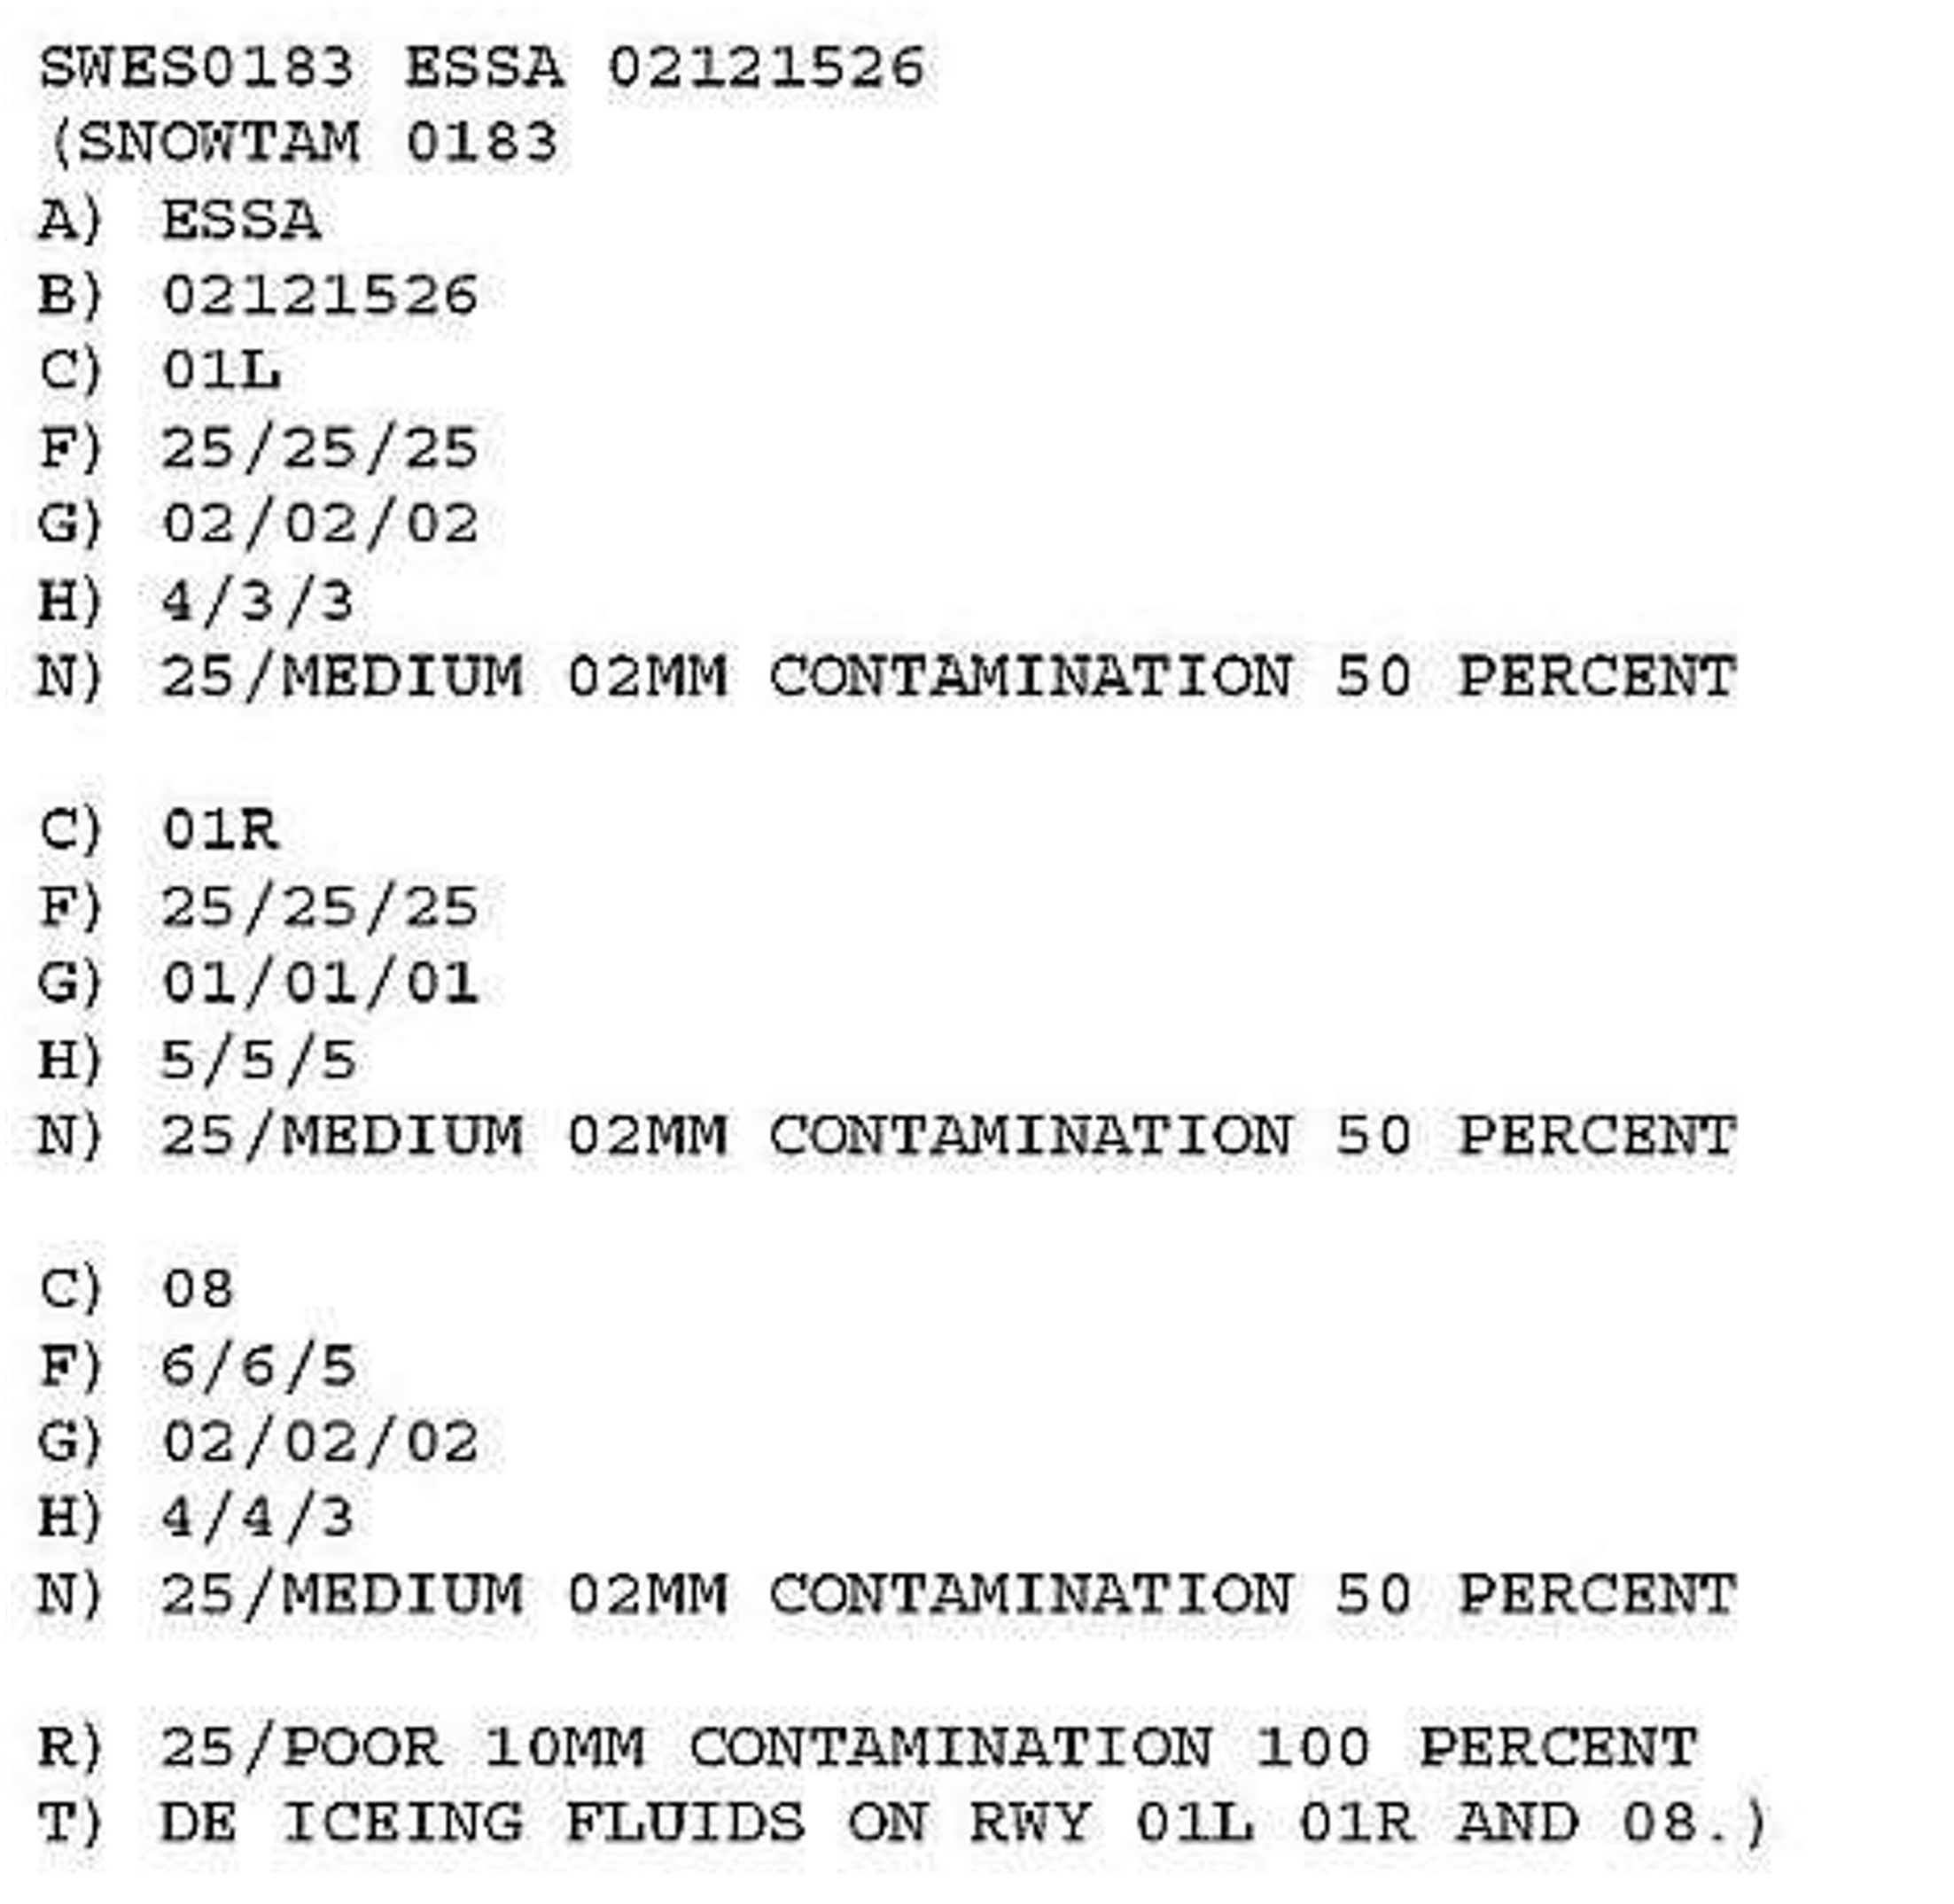 SWES0183 ESSA 02121526
(SNOWTAM 0183
A) ESSA
B) 02121526
C) 01L
F) 25/25/25
G) 02/02/02
H) 4/3/3
N) 25/MEDIUM 02MM CONTAMINATION 50 PERCENT
C) 01R
F) 25/25/25
G) 01/01/01
H) 5/5/5
N) 25/MEDIUM 02MM CONTAMINATION 50 PERCENT
C) 08
F) 6/6/5
G) 02/02/02
H) 4/4/3
N) 25/MEDIUM 02MM CONTAMINATION 50 PERCENT
R) 25/POOR 10MM CONTAMINATION 100 PERCENT
T) DE ICEING FLUIDS ON RWY 01L 01R AND 08.)